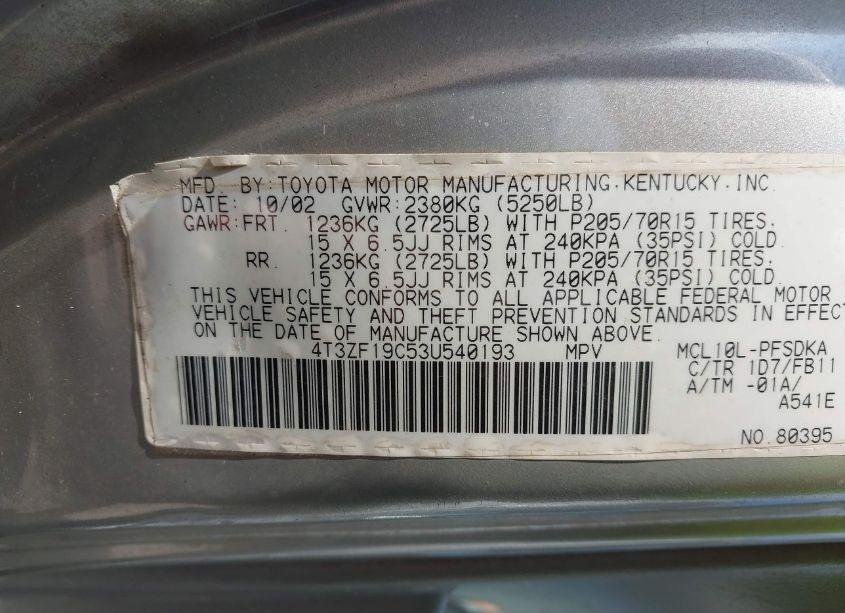 MFD. BY:TOYOTA MOTOR MANUFACTURING.KENTUCKY.INC
DATE: 10/02 GVWR:2380KG (5250LB)
GAWR:FRT. 1236KG (2725LB) WITH P205/70R15 TIRES.
15 X 6.5JJ RIMS AT 240KPA (35PSI) COLD.
RR. 1236KG (2725LB) WITH P205/70R15 TIRES.
15 X 6.5JJ RIMS AT 240KPA (35PSI) COLD
THIS VEHICLE CONFORMS TO ALL APPLICABLE FEDERAL MOTOR
VEHICLE SAFETY AND THEFT PREVENTION STANDARDS IN EFFECT
ON THE DATE OF MANUFACTURE SHOWN ABOVE.
4T3ZF19C53U540193 MPV MCL10L-PFSDKA
C/TR 1D7/FB11
A/TM -01A/
A541E
NO.80395